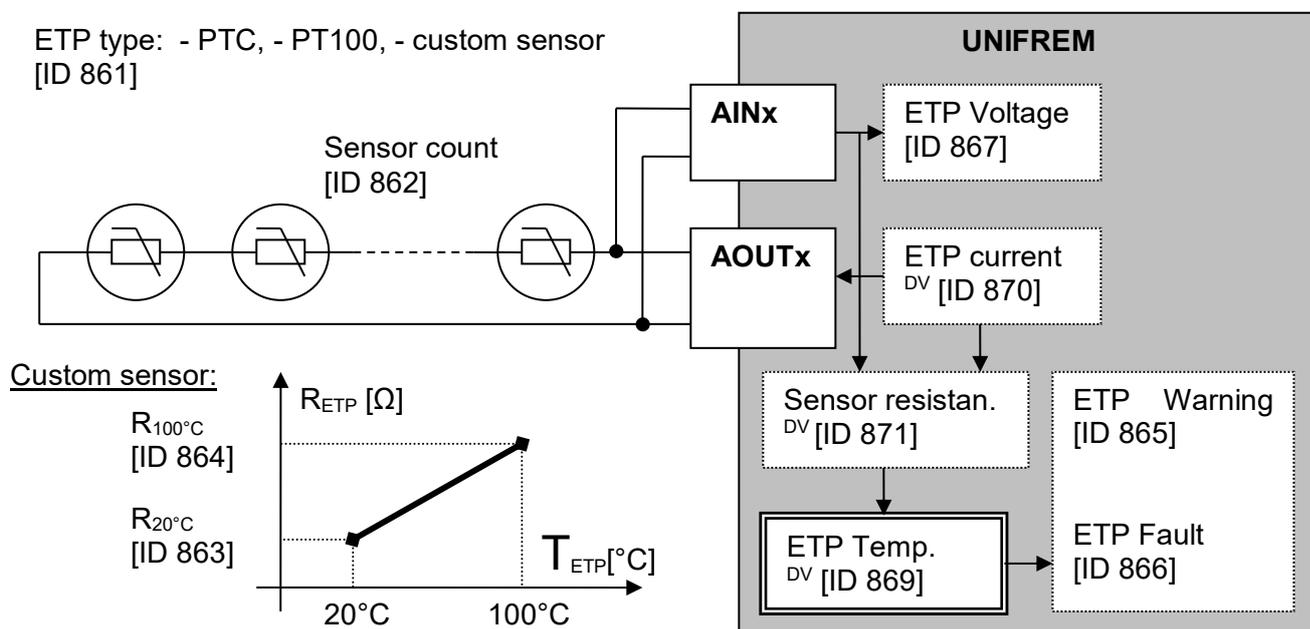 ETP type: - PTC, - PT100, - custom sensor
[ID 861]
UNIFREM
AINx
ETP Voltage
[ID 867]
Sensor count
[ID 862]
AOUTx
ETP current
DV [ID 870]
Custom sensor:
RETP [Ω]
R100°C
[ID 864]
R20°C
[ID 863]
TETP[°C]
20°C
100°C
Sensor resistan.
DV [ID 871]
ETP Warning
[ID 865]
ETP Temp.
DV [ID 869]
ETP Fault
[ID 866]